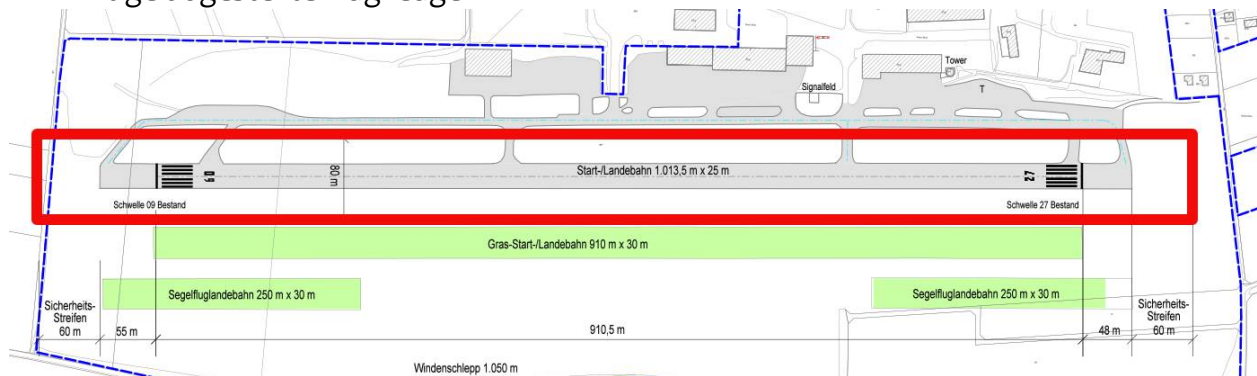 Tower
Signalfeld
T
09
80 m
Start-/Landebahn 1.013,5 m x 25 m
27
Schwelle 09 Bestand
Schwelle 27 Bestand
Gras-Start-/Landebahn 910 m x 30 m
Segelfluglandebahn 250 m x 30 m
Segelfluglandebahn 250 m x 30 m
Sicherheits-
Streifen
60 m
55 m
910,5 m
48 m
Sicherheits-
Streifen
60 m
Windenschlepp 1.050 m